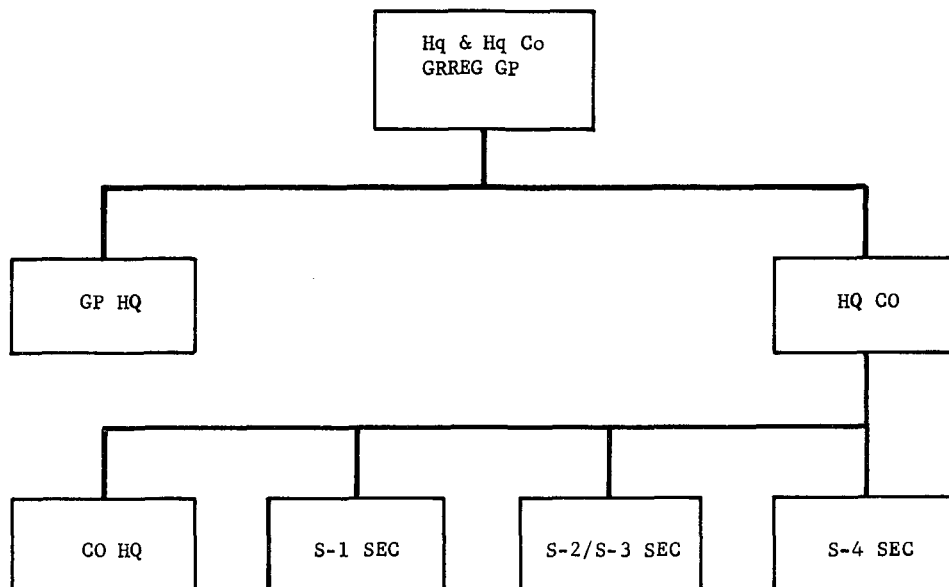 Hq & Hq Co
GRREG GP
GP HQ
HQ CO
CO HQ
S-1 SEC
S-2/S-3 SEC
S-4 SEC